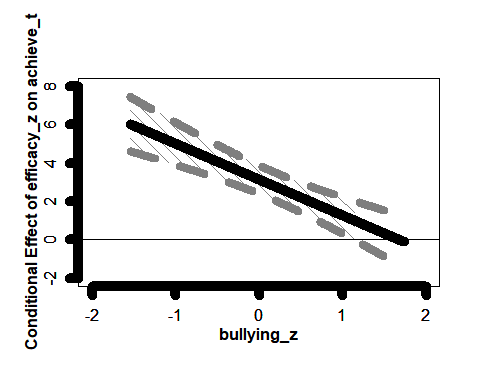 Conditional Effect of efficacy_z on achieve_t
8
6
4
2
0
-2
-2 -1 0 1 2
bullying_z